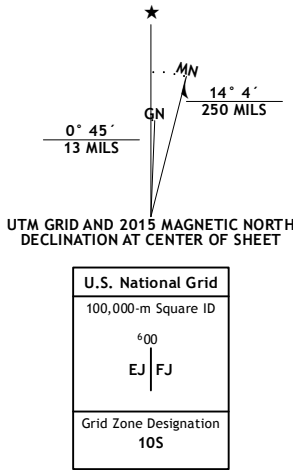 ★
MN
GN
14° 4´
250 MILS
0° 45´
13 MILS
UTM GRID AND 2015 MAGNETIC NORTH
DECLINATION AT CENTER OF SHEET
U.S. National Grid
100,000-m Square ID
⁶00
EJ FJ
Grid Zone Designation
10S